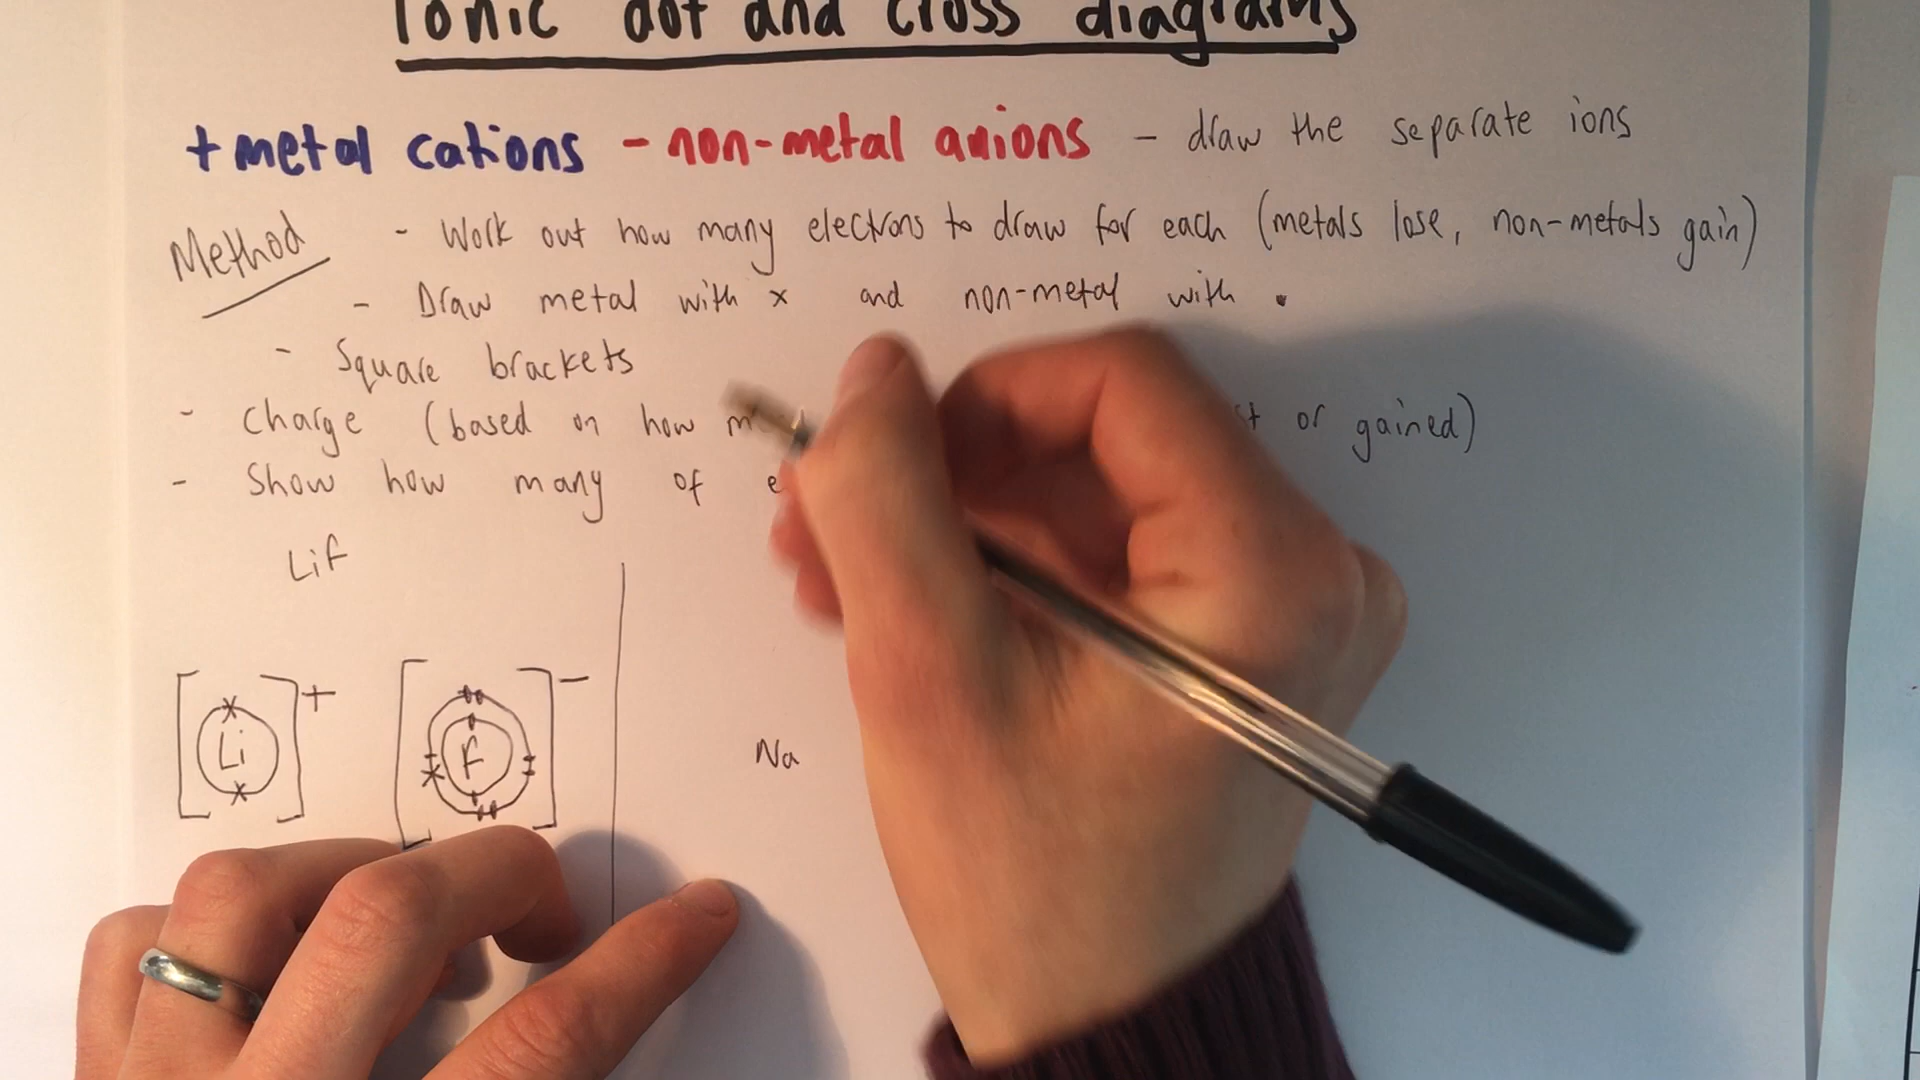 Ionic dot and cross diagrams
+ metal cations - non-metal anions - draw the separate ions
Method - Work out how many electrons to draw for each (metals lose, non-metals gain)
- Draw metal with x and non-metal with •
- Square brackets
- Charge (based on how or gained)
- Show how many of
LiF
[Li]+ [F]-
Na